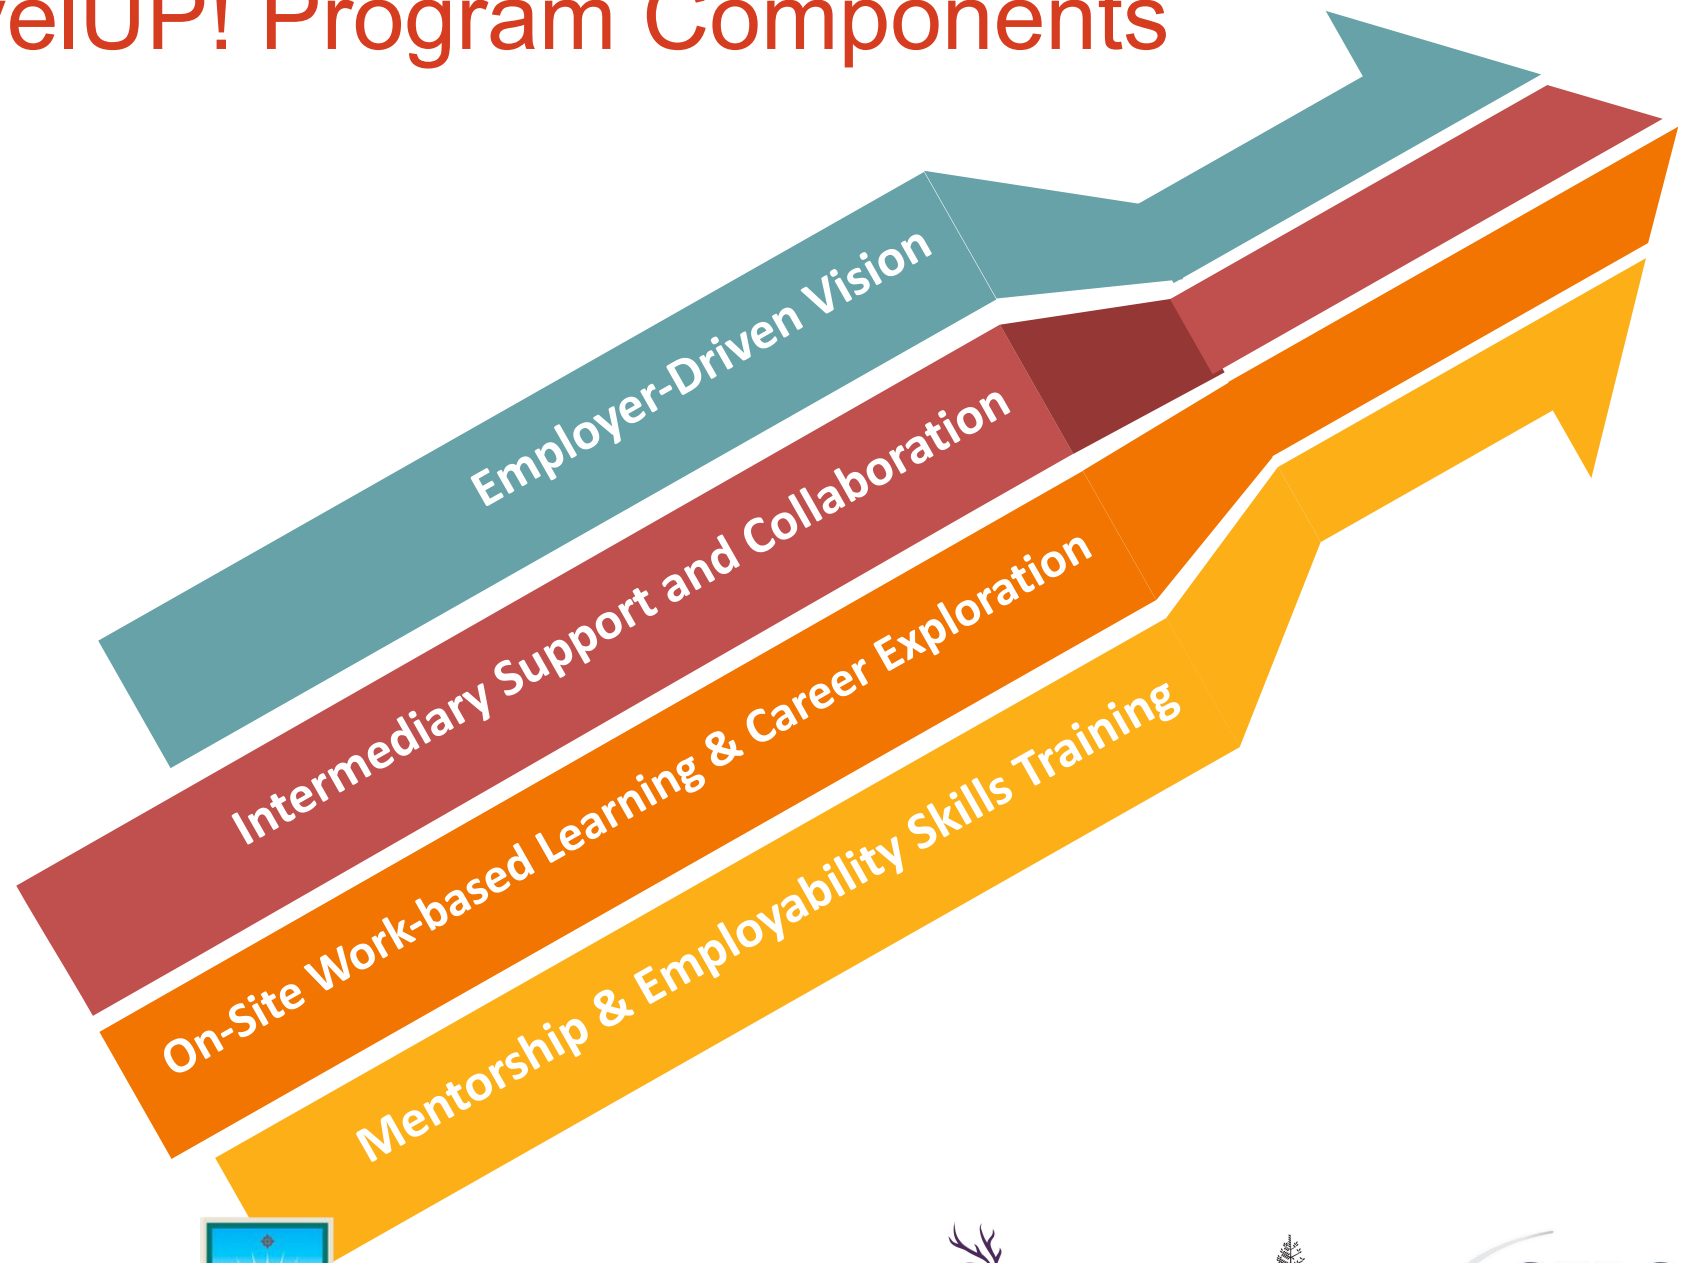 velUP! Program Components
Employer-Driven Vision
Intermediary Support and Collaboration
On-Site Work-based Learning & Career Exploration
Mentorship & Employability Skills Training